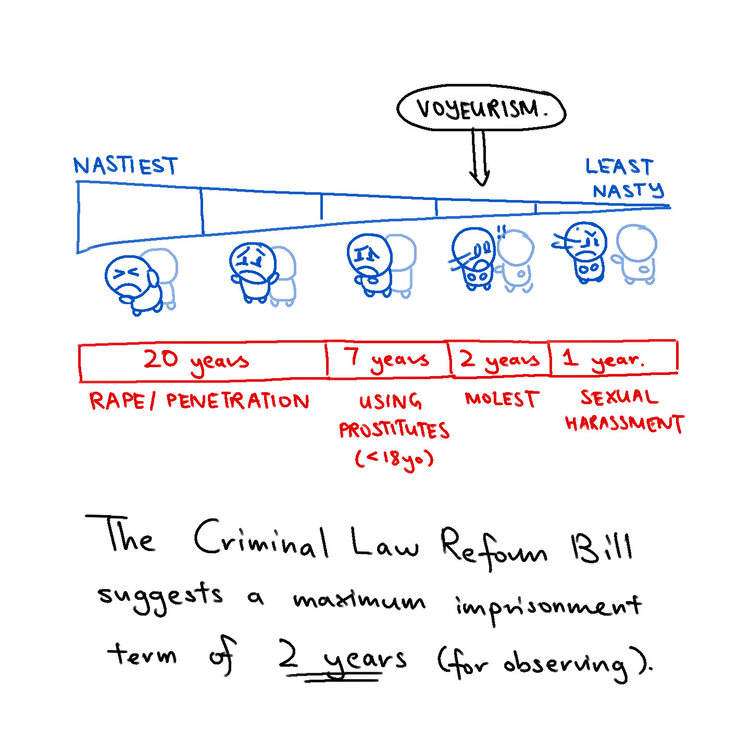 VOYEURISM.
NASTIEST
LEAST
NASTY
!!
20 years
7 years
2 years
1 year.
RAPE/ PENETRATION
USING
PROSTITUTES
(<18yo)
MOLEST
SEXUAL
HARASSMENT
The Criminal Law Reform Bill
suggests a maximum imprisonment
term of 2 years (for observing).